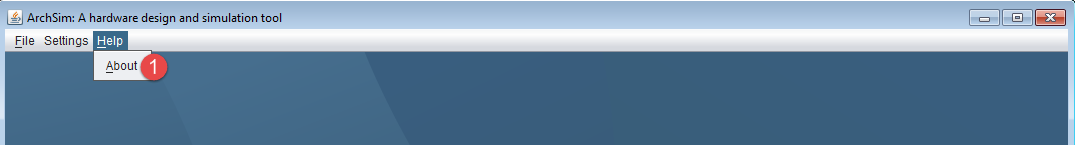 ArchSim: A hardware design and simulation tool
File Settings Help
About 1